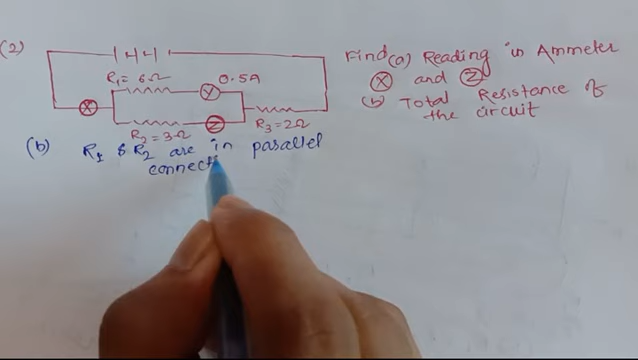 (2)
R₁ = 6Ω
Y
0.5A
X
R₂ = 3Ω
Z
R₃ = 2Ω
Find (a) Reading in Ammeter
X and Z
(b) Total Resistance of
the circuit
(b) R₁ & R₂ are in parallel
connecti